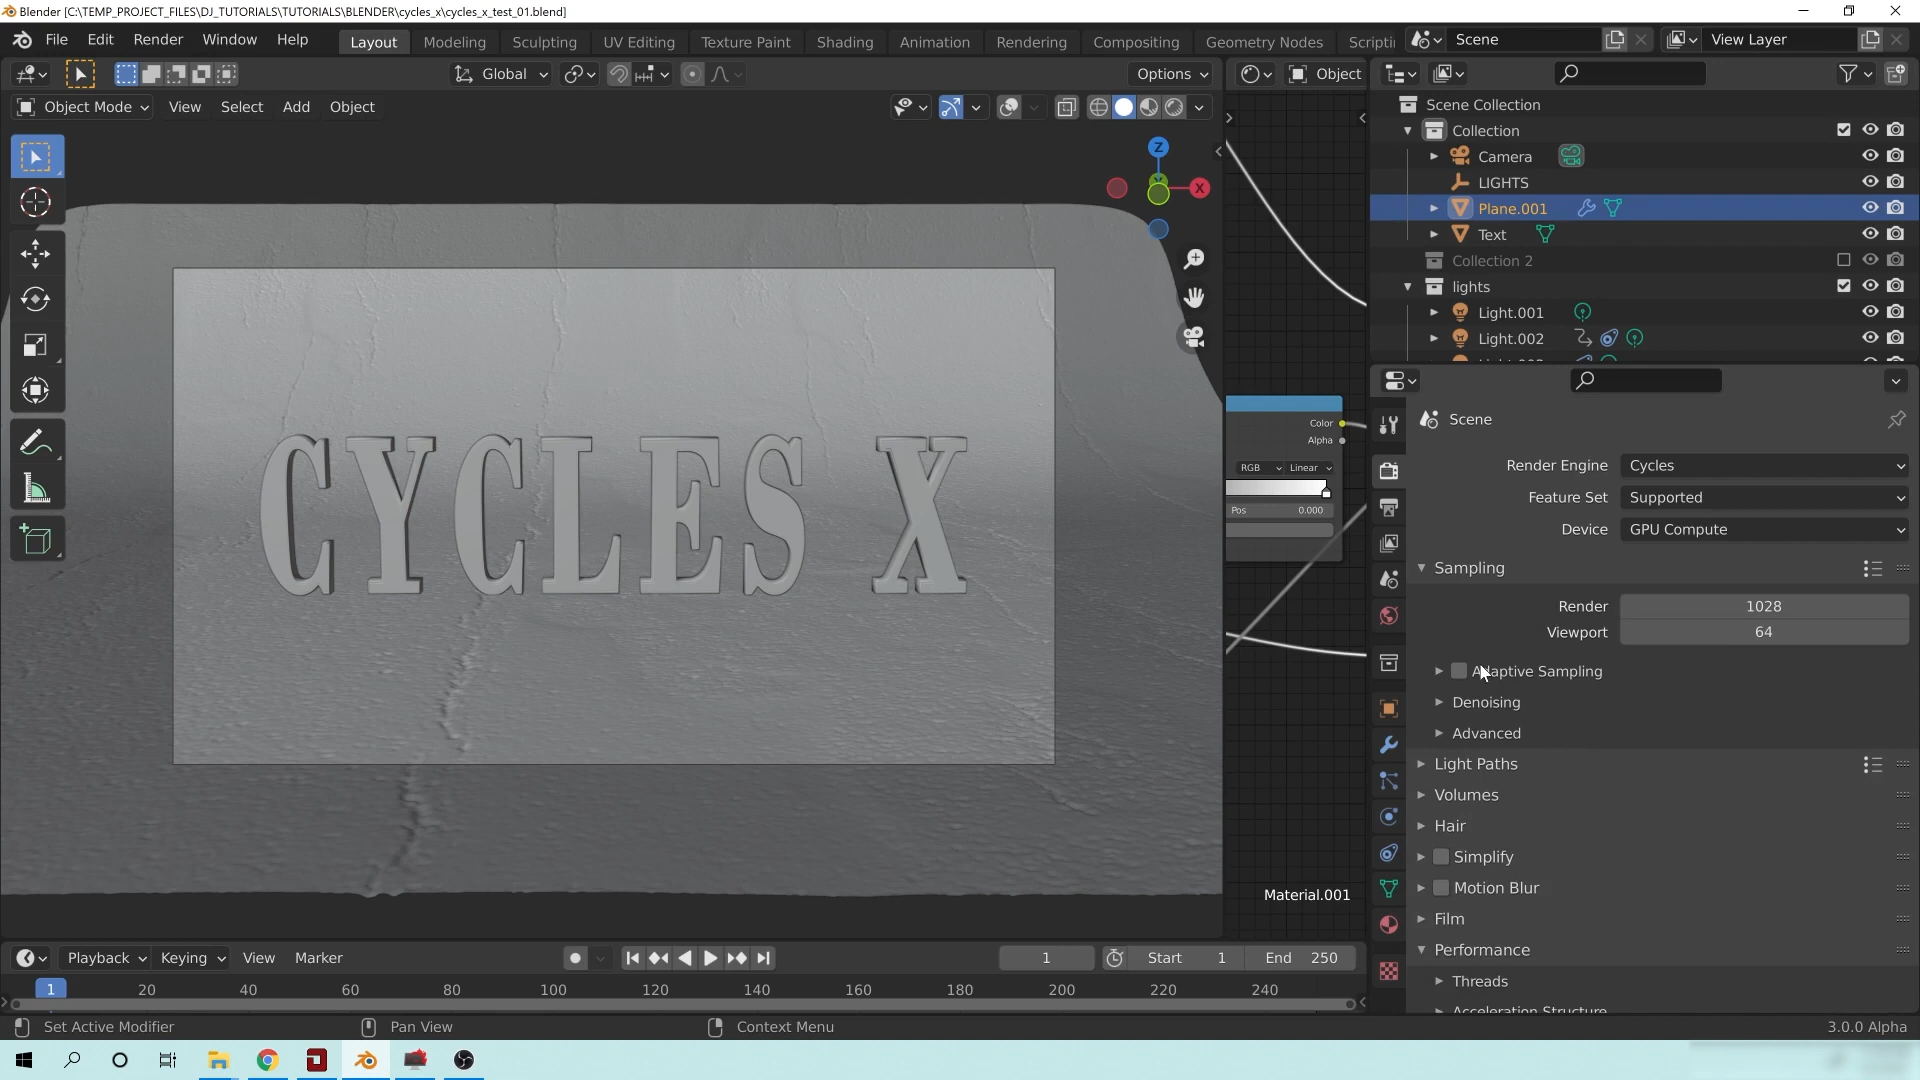 Blender [C:\TEMP_PROJECT_FILES\DJ_TUTORIALS\TUTORIALS\BLENDER\cycles_x\cycles_x_test_01.blend]
File Edit Render Window Help Layout Modeling Sculpting UV Editing Texture Paint Shading Animation Rendering Compositing Geometry Nodes Scripti Scene View Layer
Global Options Object
Object Mode View Select Add Object
Scene Collection
Collection
Camera
LIGHTS
Plane.001
Text
Collection 2
lights
Light.001
Light.002
Z
X
CYCLES X
Color
Alpha
RGB Linear
Pos 0.000
Material.001
Scene
Render Engine Cycles
Feature Set Supported
Device GPU Compute
Sampling
Render 1028
Viewport 64
Adaptive Sampling
Denoising
Advanced
Light Paths
Volumes
Hair
Simplify
Motion Blur
Film
Performance
Threads
Acceleration Structure
Playback Keying View Marker 1 Start 1 End 250
1 20 40 60 80 100 120 140 160 180 200 220 240
Set Active Modifier Pan View Context Menu 3.0.0 Alpha